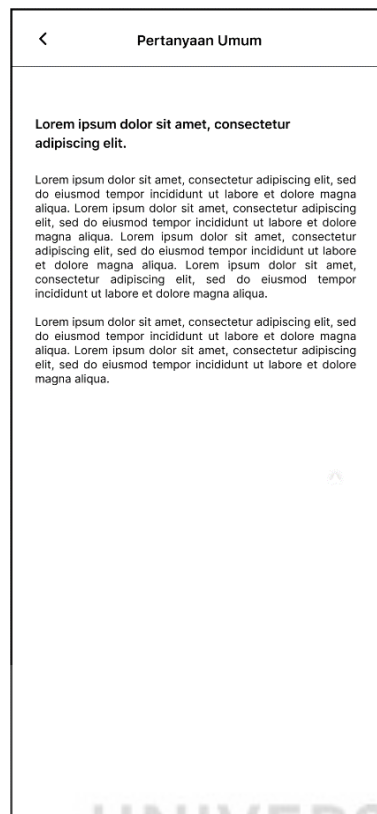 Pertanyaan Umum
Lorem ipsum dolor sit amet, consectetur
adipiscing elit.
Lorem ipsum dolor sit amet, consectetur adipiscing elit, sed
do eiusmod tempor incididunt ut labore et dolore magna
aliqua. Lorem ipsum dolor sit amet, consectetur adipiscing
elit, sed do eiusmod tempor incididunt ut labore et dolore
magna aliqua. Lorem ipsum dolor sit amet, consectetur
adipiscing elit, sed do eiusmod tempor incididunt ut labore
et dolore magna aliqua. Lorem ipsum dolor sit amet,
consectetur adipiscing elit, sed do eiusmod tempor
incididunt ut labore et dolore magna aliqua.
Lorem ipsum dolor sit amet, consectetur adipiscing elit, sed
do eiusmod tempor incididunt ut labore et dolore magna
aliqua. Lorem ipsum dolor sit amet, consectetur adipiscing
elit, sed do eiusmod tempor incididunt ut labore et dolore
magna aliqua.